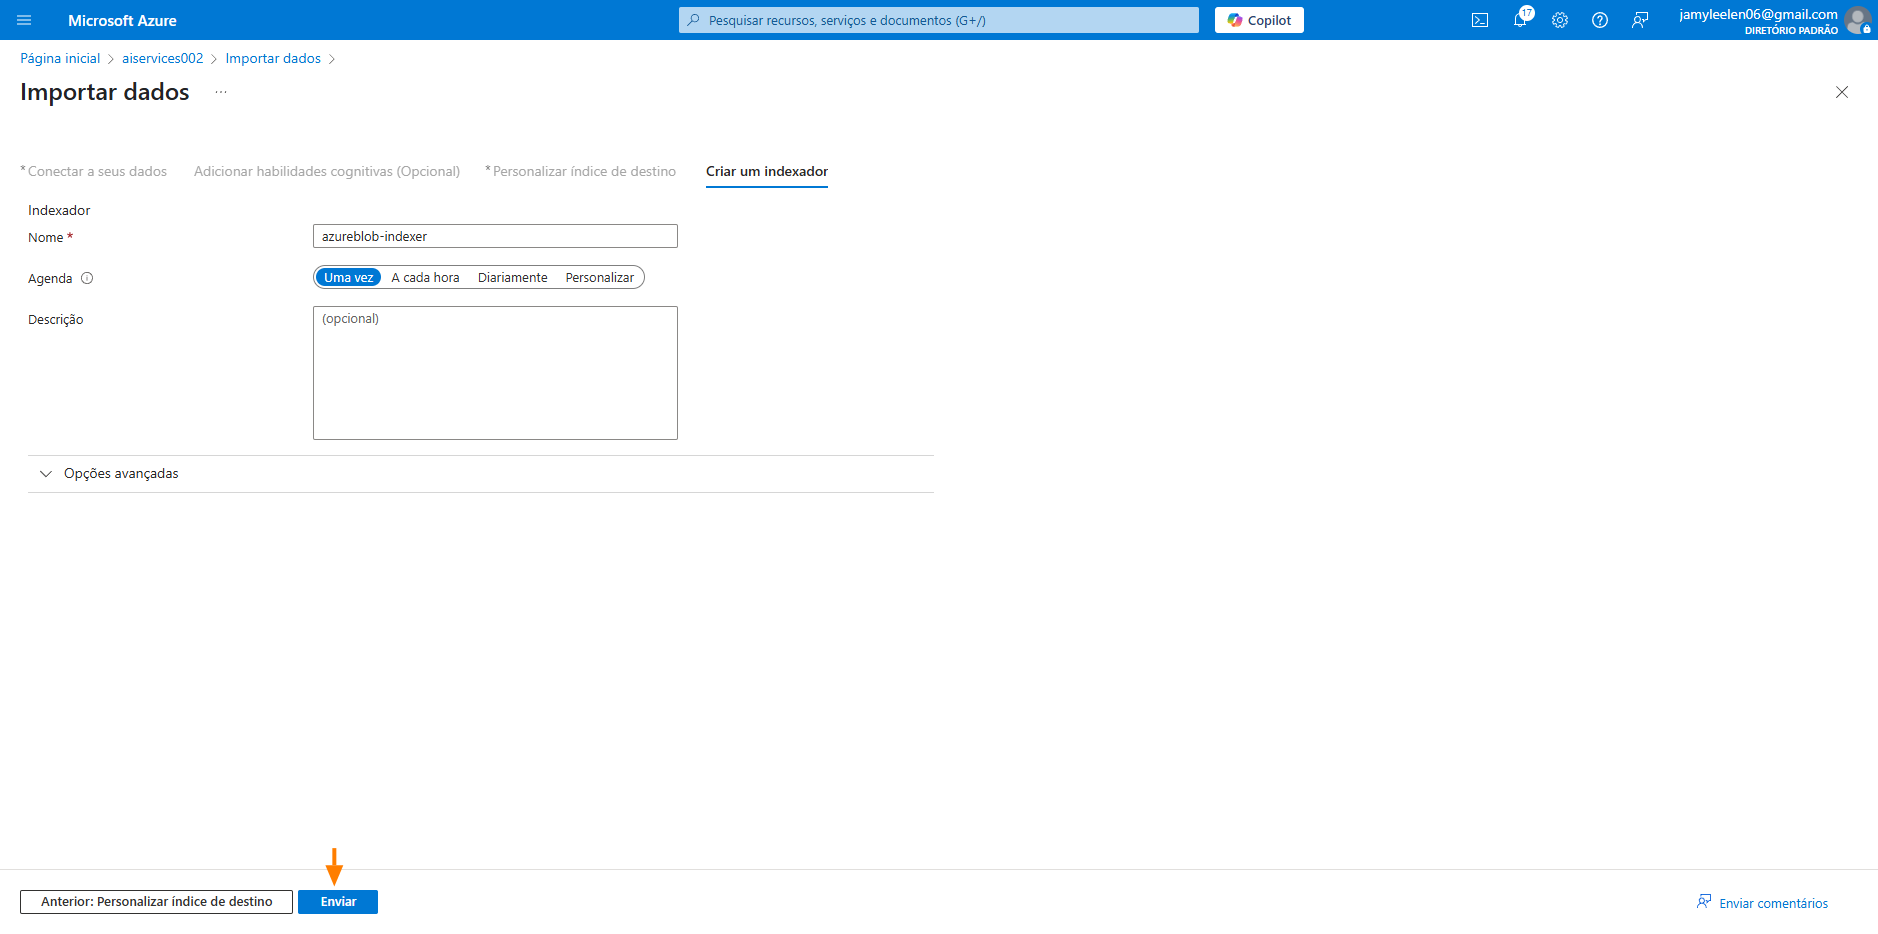 Microsoft Azure
Pesquisar recursos, serviços e documentos (G+/)
Copilot
17
jamyleelen06@gmail.com
DIRETÓRIO PADRÃO
Página inicial > aiservices002 > Importar dados >
Importar dados ...
* Conectar a seus dados
Adicionar habilidades cognitivas (Opcional)
* Personalizar índice de destino
Criar um indexador
Indexador
Nome *
azureblob-indexer
Agenda
Uma vez
A cada hora
Diariamente
Personalizar
Descrição
(opcional)
Opções avançadas
Anterior: Personalizar índice de destino
Enviar
Enviar comentários